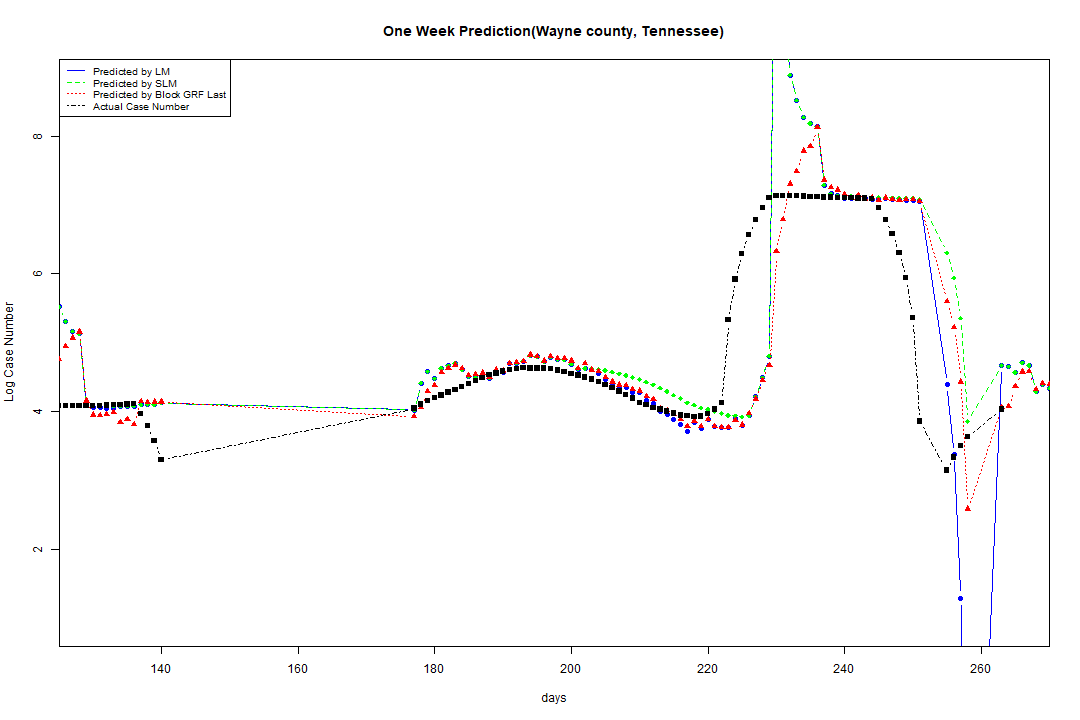 One Week Prediction(Wayne county, Tennessee)
Predicted by LM
Predicted by SLM
Predicted by Block GRF Last
Actual Case Number
8
6
4
2
Log Case Number
140 160 180 200 220 240 260
days